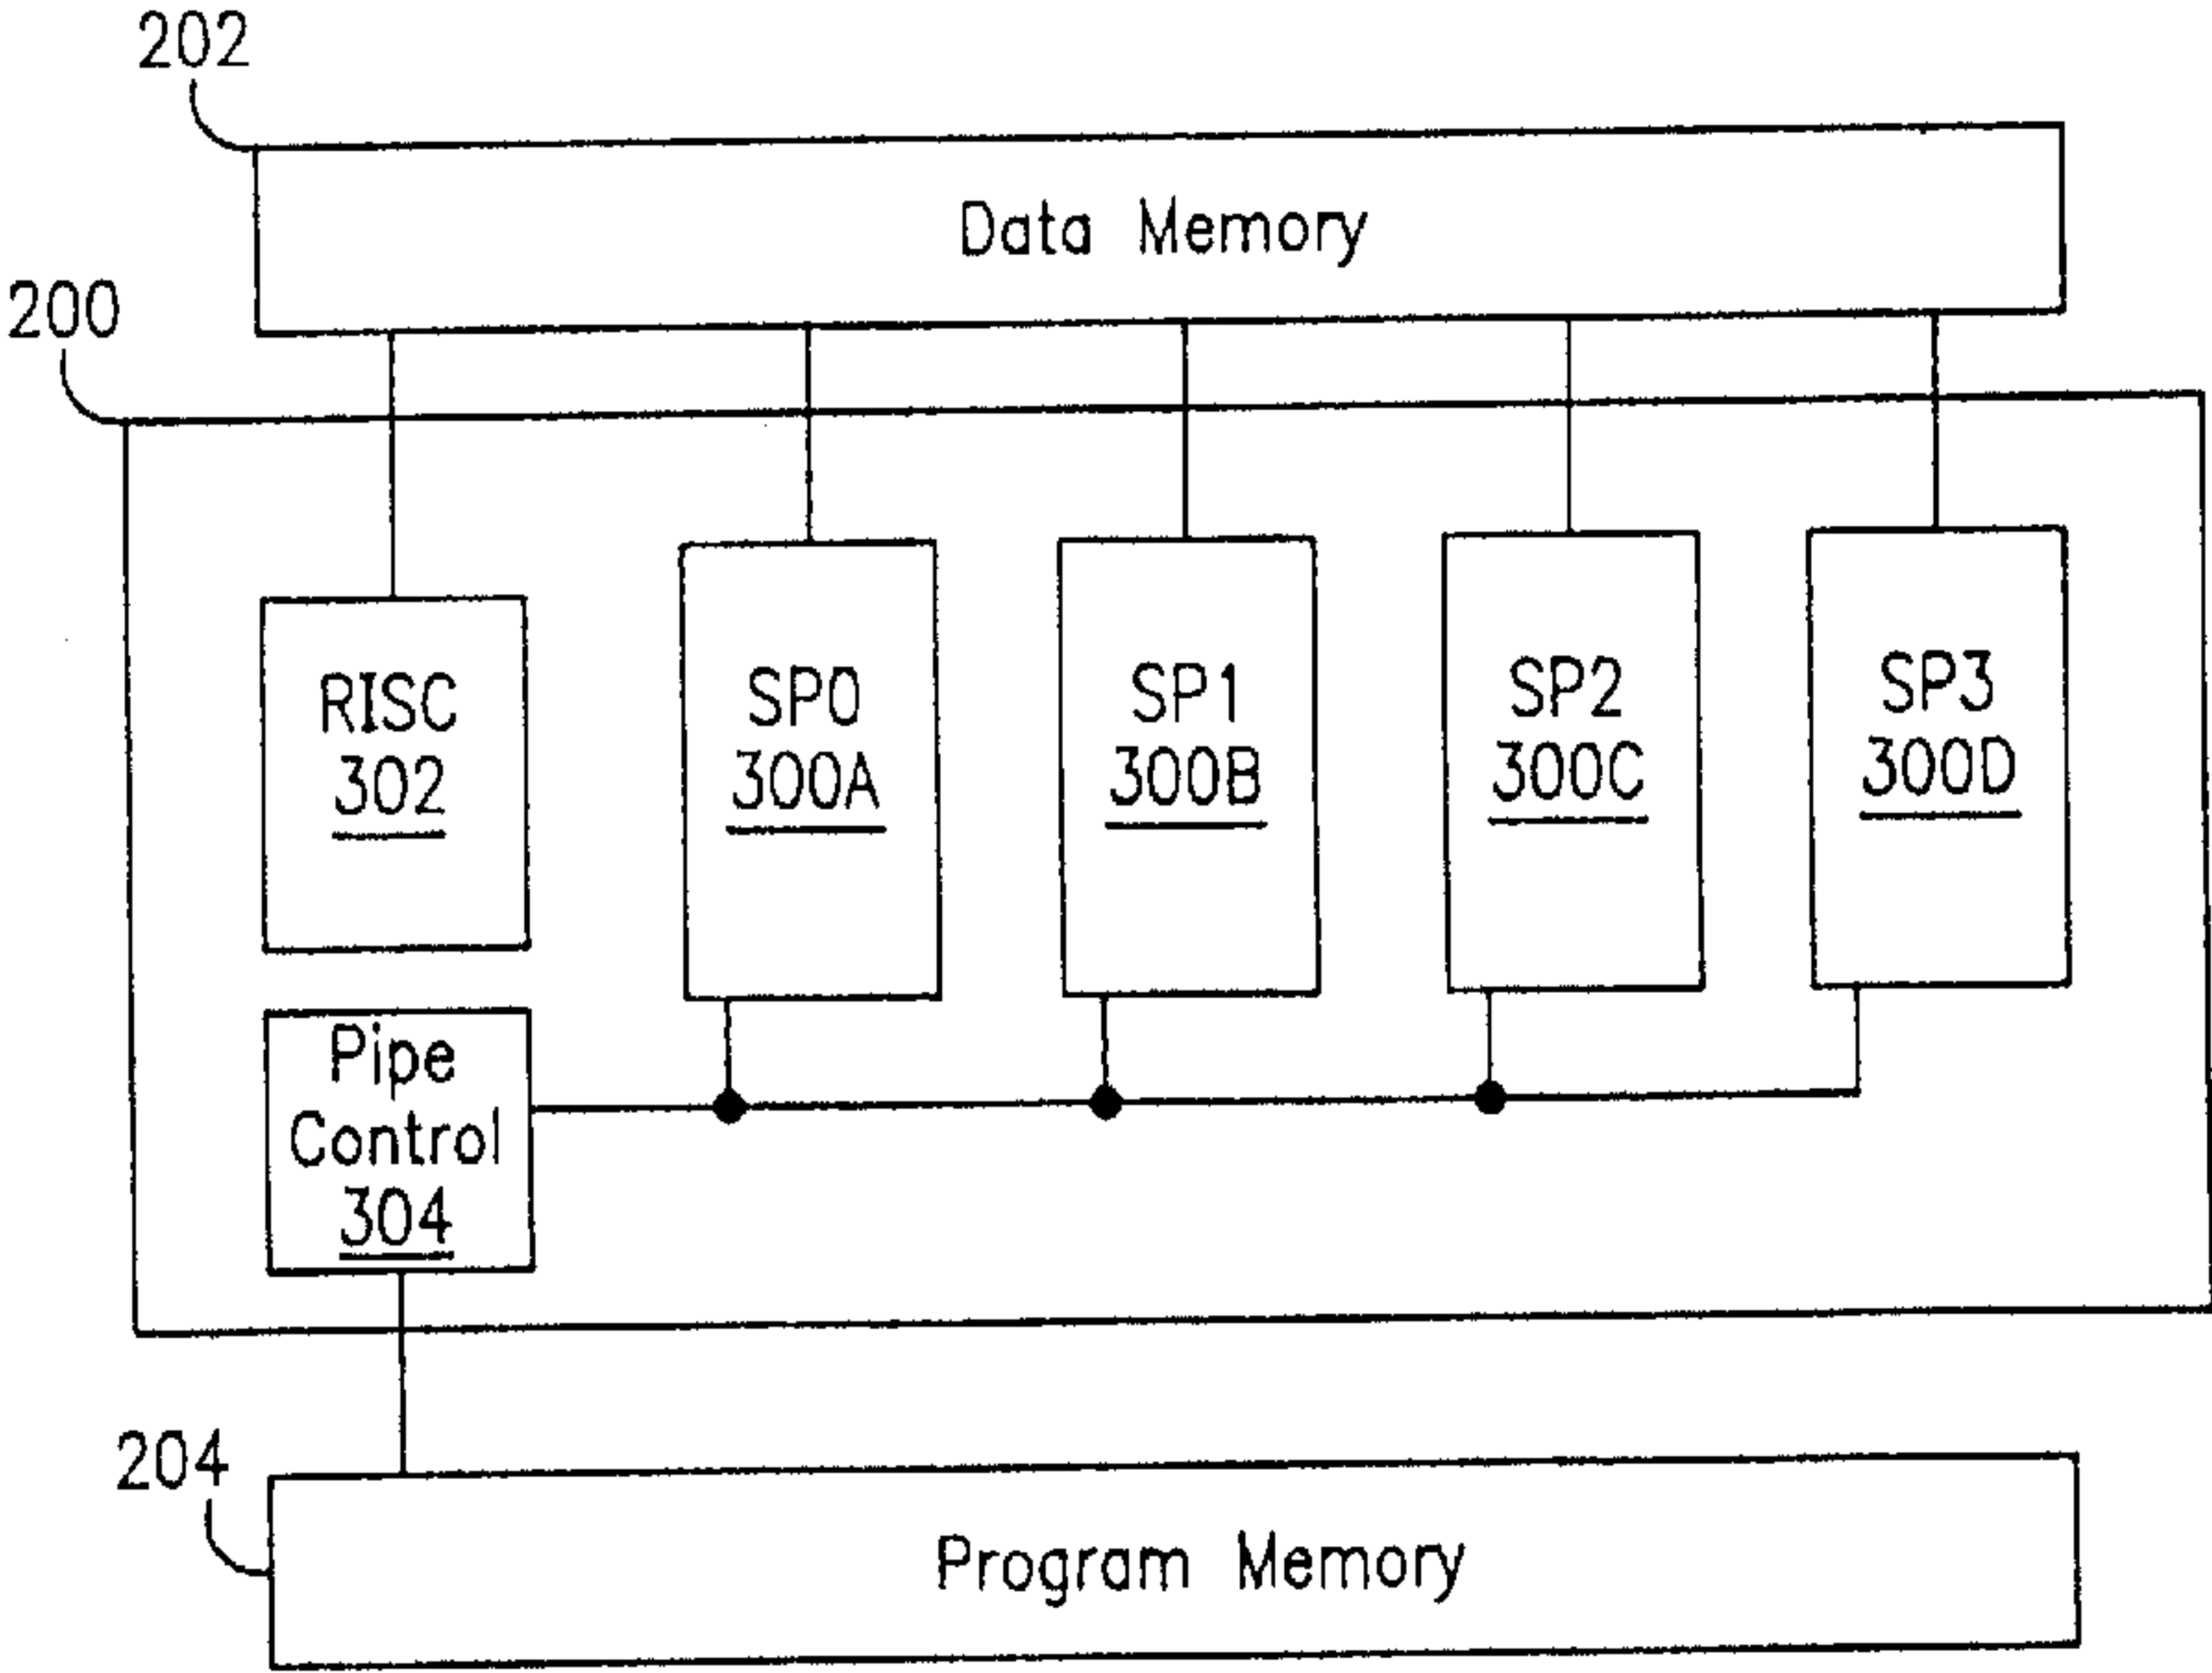 202
Data Memory
200
RISC
302
SP0
300A
SP1
300B
SP2
300C
SP3
300D
Pipe
Control
304
204
Program Memory